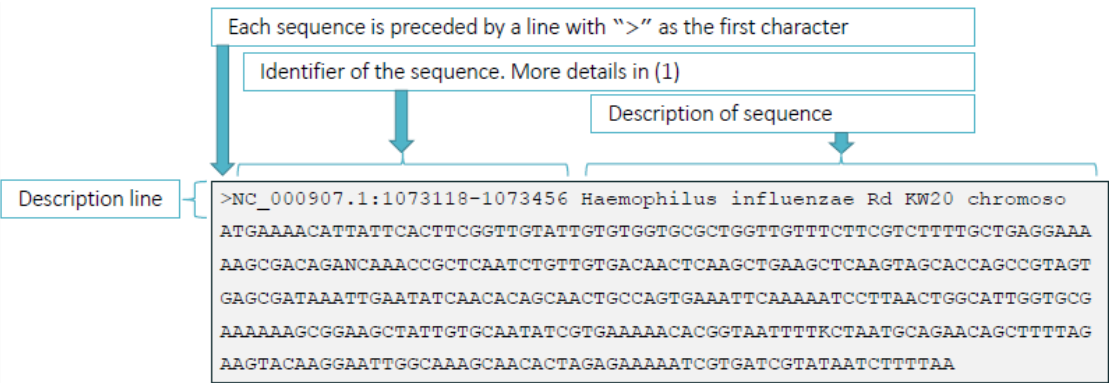 Each sequence is preceded by a line with “>” as the first character
Identifier of the sequence. More details in (1)
Description of sequence
Description line
>NC_000907.1:1073118-1073456 Haemophilus influenzae Rd KW20 chromoso
ATGAAAACATTATTCACTTCGGTTGTATTGTGTGGTGCGCTGGTTGTTTCTTCGTCTTTTGCTGAGGAAA
AAGCGACAGANCAAACCGCTCAATCTGTTGTGACAACTCAAGCTGAAGCTCAAGTAGCACCAGCCGTAGT
GAGCGATAAATTGAATATCAACACAGCAACTGCCAGTGAAATTCAAAAATCCTTAACTGGCATTGGTGCG
AAAAAAGCGGAAGCTATTGTGCAATATCGTGAAAAACACGGTAATTTTKCTAATGCAGAACAGCTTTTAG
AAGTACAAGGAATTGGCAAAGCAACACTAGAGAAAAATCGTGATCGTATAATCTTTTAA